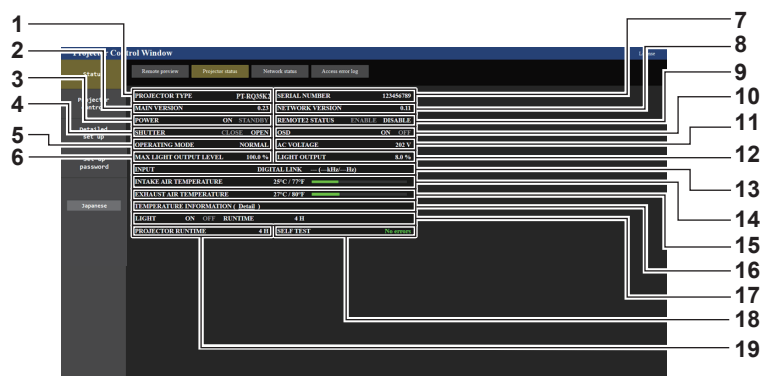 Projector Control Window
Status
Remote preview
Projector status
Network status
Access error log
Projector control
Detailed set up
password
Japanese
PROJECTOR TYPE PT-RQ35K2
SERIAL NUMBER 123456789
MAIN VERSION 0.23
NETWORK VERSION 0.11
POWER ON STANDBY
REMOTE2 STATUS ENABLE DISABLE
SHUTTER CLOSE OPEN
OSD ON OFF
OPERATING MODE NORMAL
AC VOLTAGE 202 V
MAX LIGHT OUTPUT LEVEL 100.0 %
LIGHT OUTPUT 8.0 %
INPUT DIGITAL LINK --- (---kHz/---Hz)
INTAKE AIR TEMPERATURE 25°C / 77°F
EXHAUST AIR TEMPERATURE 27°C / 80°F
TEMPERATURE INFORMATION ( Detail )
LIGHT ON OFF RUNTIME 4 H
PROJECTOR RUNTIME 4 H
SELF TEST No errors
1
2
3
4
5
6
7
8
9
10
11
12
13
14
15
16
17
18
19